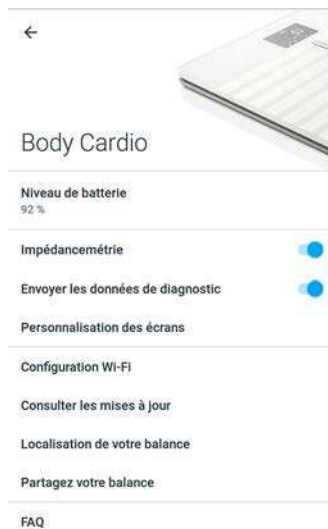 Body Cardio
Niveau de batterie
92 %
Impédancemétrie
Envoyer les données de diagnostic
Personnalisation des écrans
Configuration Wi-Fi
Consulter les mises à jour
Localisation de votre balance
Partagez votre balance
FAQ